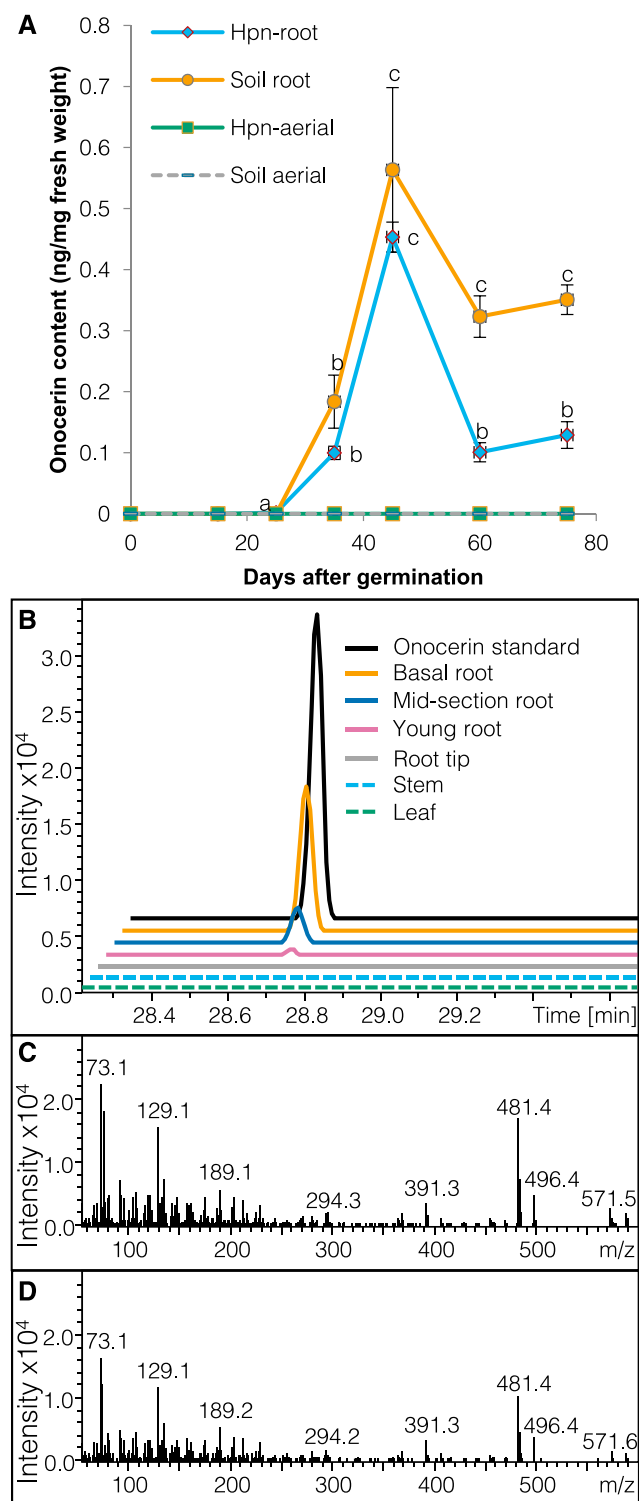 A
Onocerin content (ng/mg fresh weight)
0.8
0.7
0.6
0.5
0.4
0.3
0.2
0.1
0
Hpn-root
Soil root
Hpn-aerial
Soil aerial
c
c
c
c
b
b
b
b
a
0 20 40 60 80
Days after germination
B
Intensity x10⁴
3.0
2.5
2.0
1.5
1.0
0.5
0.0
Onocerin standard
Basal root
Mid-section root
Young root
Root tip
Stem
Leaf
28.4 28.6 28.8 29.0 29.2 Time [min]
C
Intensity x10⁴
2.0
1.0
0.0
73.1
129.1
189.1
294.3
391.3
481.4
496.4
571.5
100 200 300 400 500 m/z
D
Intensity x10⁴
2.0
1.0
0.0
73.1
129.1
189.2
294.2
391.3
481.4
496.4
571.6
100 200 300 400 500 m/z